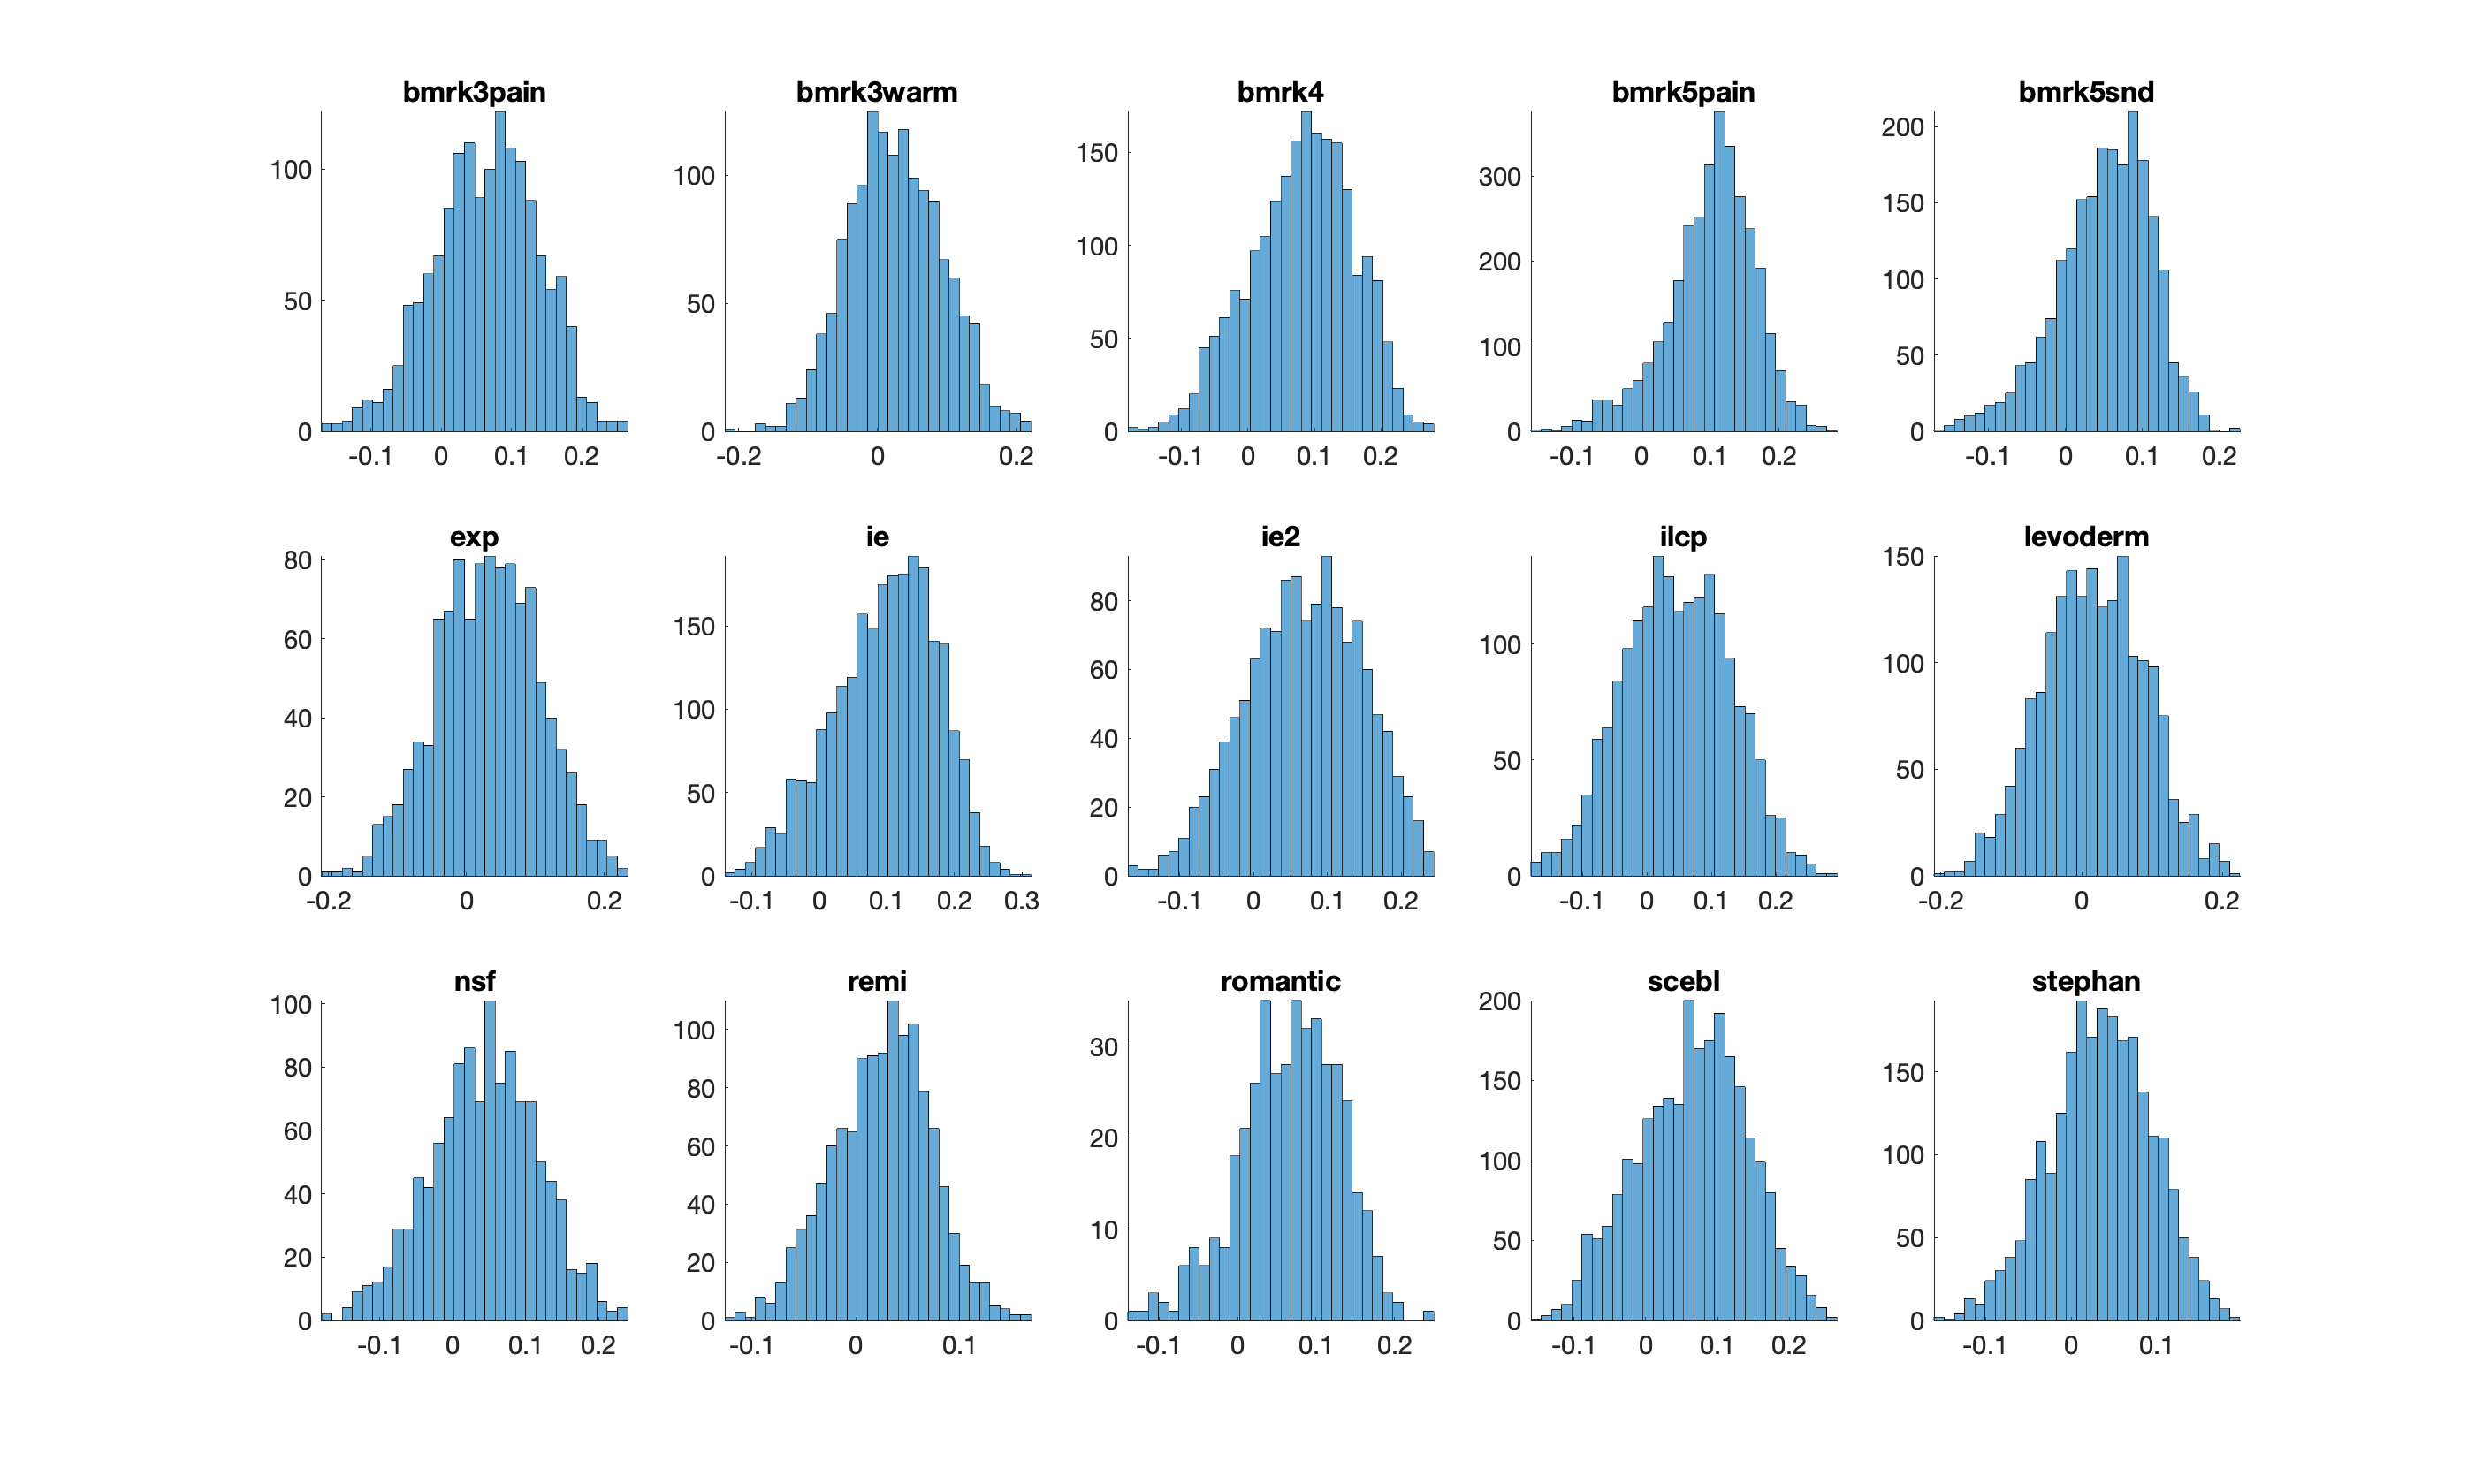 bmrk3pain bmrk3warm bmrk4 bmrk5pain bmrk5snd
100 50 0 100 50 0 150 100 50 0 300 200 100 0 200 150 100 50 0
-0.1 0 0.1 0.2 -0.2 0 0.2 -0.1 0 0.1 0.2 -0.1 0 0.1 0.2 -0.1 0 0.1 0.2
exp ie ie2 ilcp levoderm
80 60 40 20 0 150 100 50 0 80 60 40 20 0 100 50 0 150 100 50 0
-0.2 0 0.2 -0.1 0 0.1 0.2 0.3 -0.1 0 0.1 0.2 -0.1 0 0.1 0.2 -0.2 0 0.2
nsf remi romantic scebl stephan
100 80 60 40 20 0 100 80 60 40 20 0 30 20 10 0 200 150 100 50 0 150 100 50 0
-0.1 0 0.1 0.2 -0.1 0 0.1 -0.1 0 0.1 0.2 -0.1 0 0.1 0.2 -0.1 0 0.1